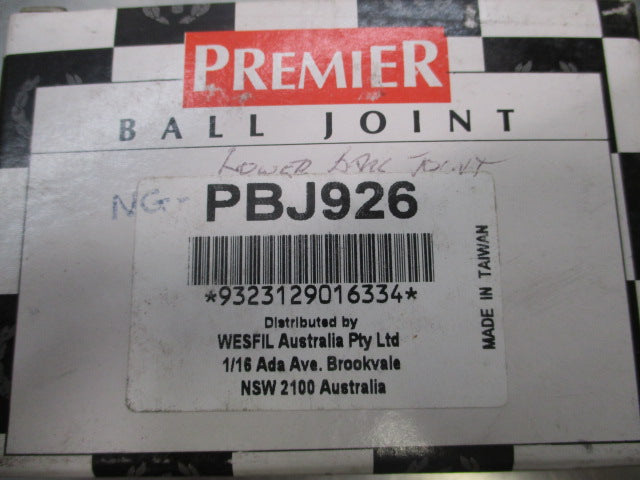 PREMIER
BALL JOINT
LOWER BALL JOINT
NG- PBJ926
*9323129016334*
Distributed by
WESFIL Australia Pty Ltd
1/16 Ada Ave. Brookvale
NSW 2100 Australia
MADE IN TAIWAN